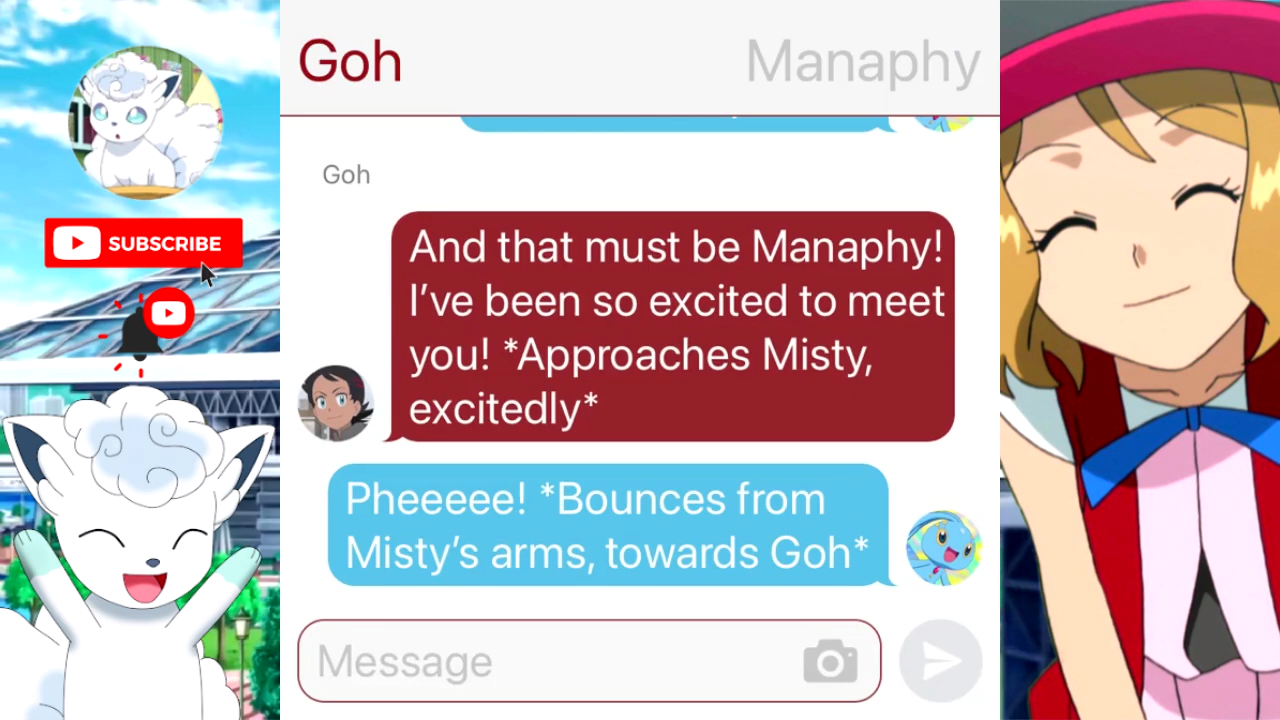 Goh
Manaphy
Goh
SUBSCRIBE
And that must be Manaphy!
I’ve been so excited to meet
you! *Approaches Misty,
excitedly*
Pheeeee! *Bounces from
Misty’s arms, towards Goh*
Message